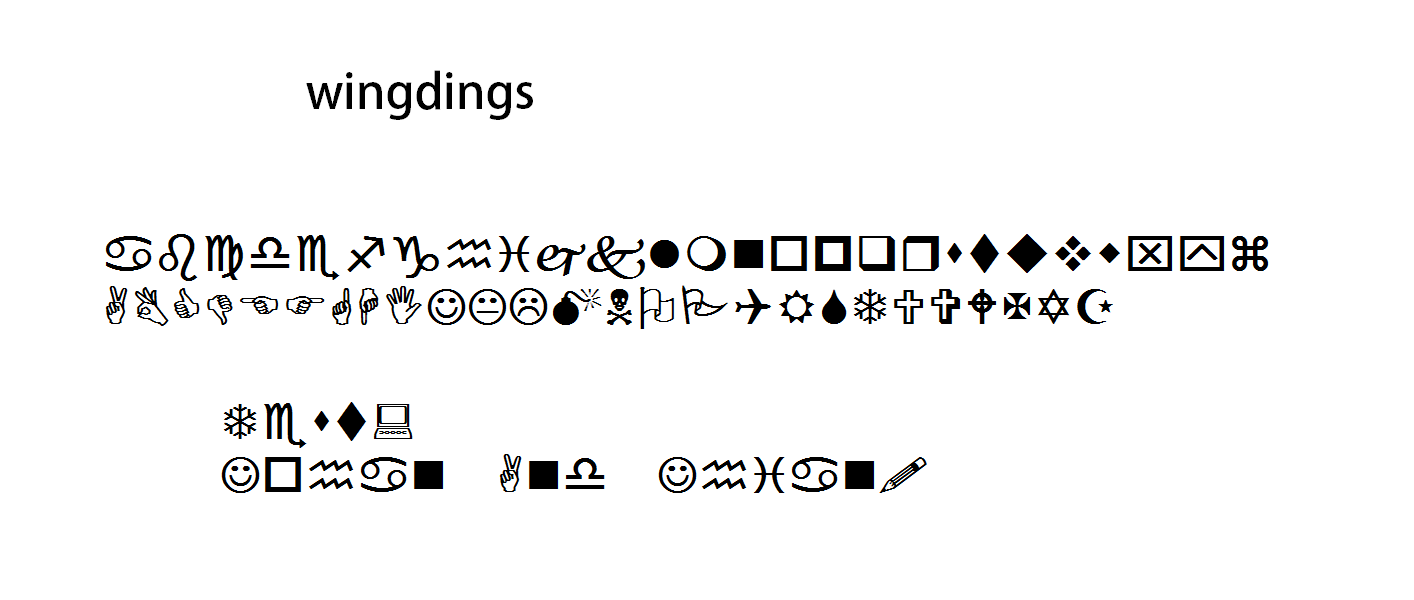 wingdings
♋♌♍♎♏♐♑♒♓🙰🙵●❍■□🞐❑❒⬧⧫◆❖⬥⌧⍓⌘
✌👌👍👎☜☞☝☟🖐☺😐☹💣☠⚐🏱✈☼💧❄🕆✞🕈✠✡☪
❄♏⬧⧫🖳
☺□♒♋■ ✌■♎ ☺♒♓♋■✏